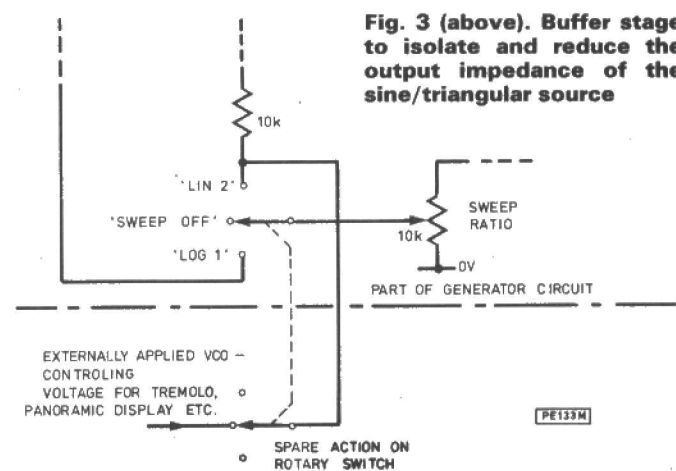 Fig. 3 (above). Buffer stage
to isolate and reduce the
output impedance of the
sine/triangular source
10k
'LIN 2'
'SWEEP OFF'
'LOG 1'
SWEEP
RATIO
10k
0V
PART OF GENERATOR CIRCUIT
EXTERNALLY APPLIED VCO
CONTROLING
VOLTAGE FOR TREMOLO,
PANORAMIC DISPLAY ETC.
PE133M
SPARE ACTION ON
ROTARY SWITCH